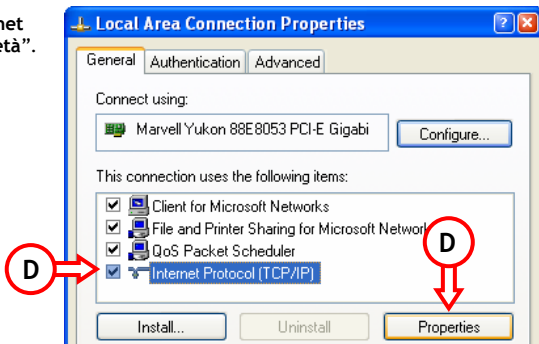 net
età”.
Local Area Connection Properties
General Authentication Advanced
Connect using:
Marvell Yukon 88E8053 PCI-E Gigabi
Configure...
This connection uses the following items:
Client for Microsoft Networks
File and Printer Sharing for Microsoft Networ
QoS Packet Scheduler
Internet Protocol (TCP/IP)
D
D
Install... Uninstall Properties